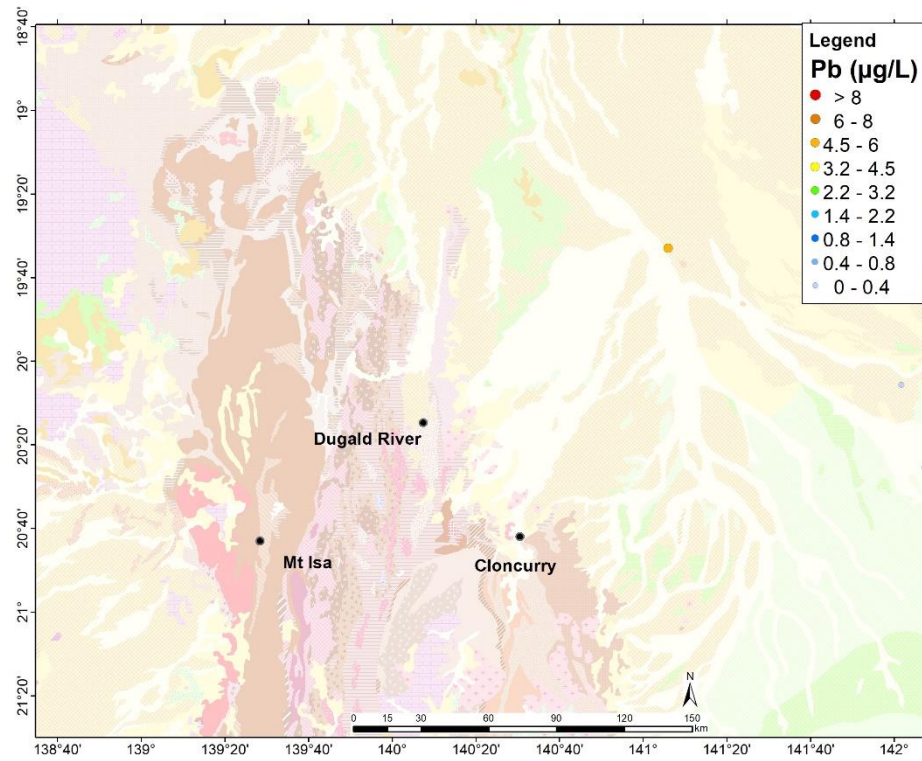 Legend
Pb (µg/L)
> 8
6 - 8
4.5 - 6
3.2 - 4.5
2.2 - 3.2
1.4 - 2.2
0.8 - 1.4
0.4 - 0.8
0 - 0.4
18°40'
19°
19°20'
19°40'
20°
20°20'
20°40'
21°
21°20'
Dugald River
Mt Isa
Cloncurry
N
0 15 30 60 90 120 150
km
138°40' 139° 139°20' 139°40' 140° 140°20' 140°40' 141° 141°20' 141°40' 142°